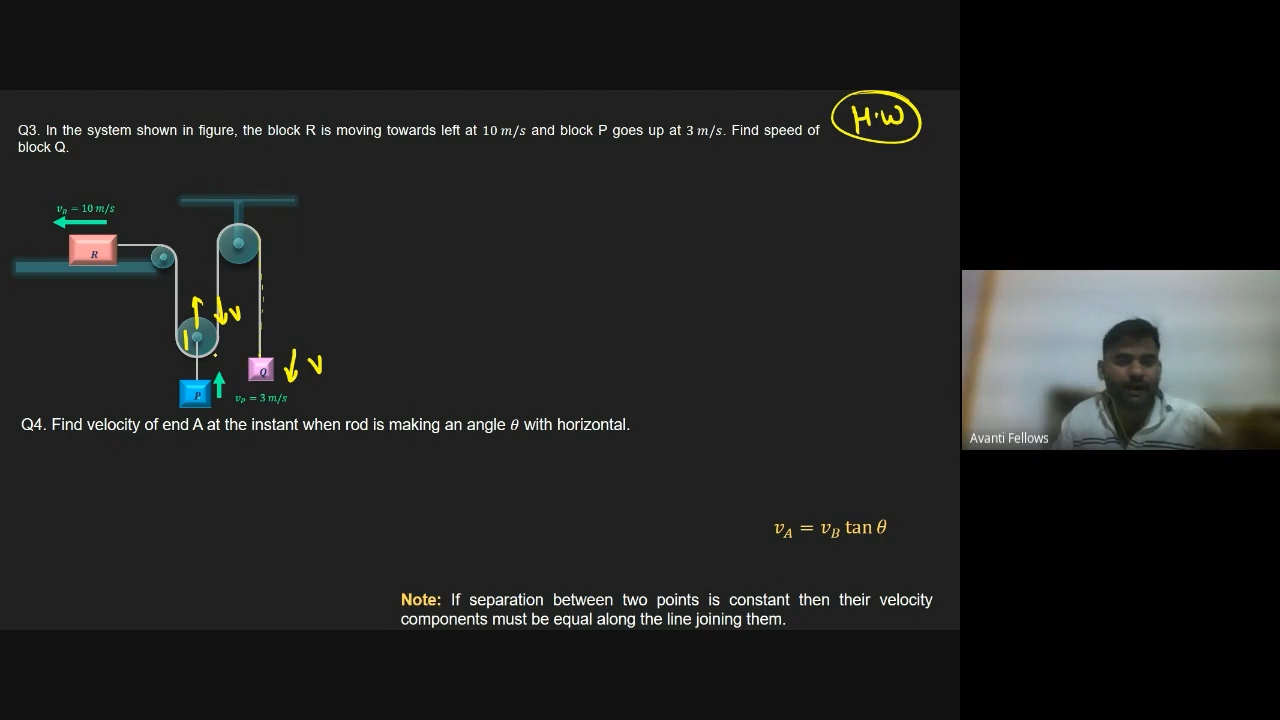 Q3. In the system shown in figure, the block R is moving towards left at 10 m/s and block P goes up at 3 m/s. Find speed of
block Q.
H.W
v_R = 10 m/s
R
v
P
Q
v
v_P = 3 m/s
Q4. Find velocity of end A at the instant when rod is making an angle θ with horizontal.
Avanti Fellows
v_A = v_B tan θ
Note: If separation between two points is constant then their velocity
components must be equal along the line joining them.